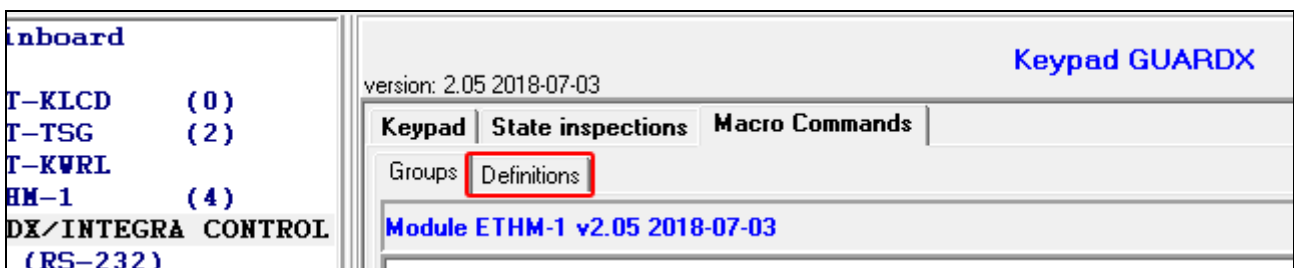 inboard
T-KLCD (0)
T-TSG (2)
T-KWRL
HM-1 (4)
DX/INTEGRA CONTROL
(RS-232)
Keypad GUARDX
version: 2.05 2018-07-03
Keypad State inspections Macro Commands
Groups Definitions
Module ETHM-1 v2.05 2018-07-03